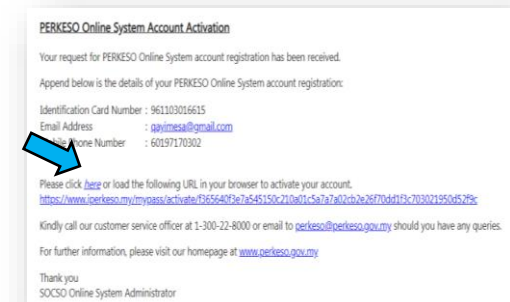 PERKESO Online System Account Activation
Your request for PERKESO Online System account registration has been received.
Append below is the details of your PERKESO Online System account registration:
Identification Card Number : 961103016615
Email Address : qayimesa@gmail.com
Phone Number : 60197170302
Please click here or load the following URL in your browser to activate your account.
https://www.iperkeso.my/mypass/activate/f365640f3e7a545150c210a01c5a7a7a02cb2e26f70dd1f3c703021950d52f9c
Kindly call our customer service officer at 1-300-22-8000 or email to perkeso@perkeso.gov.my should you have any queries.
For further information, please visit our homepage at www.perkeso.gov.my
Thank you
SOCSO Online System Administrator